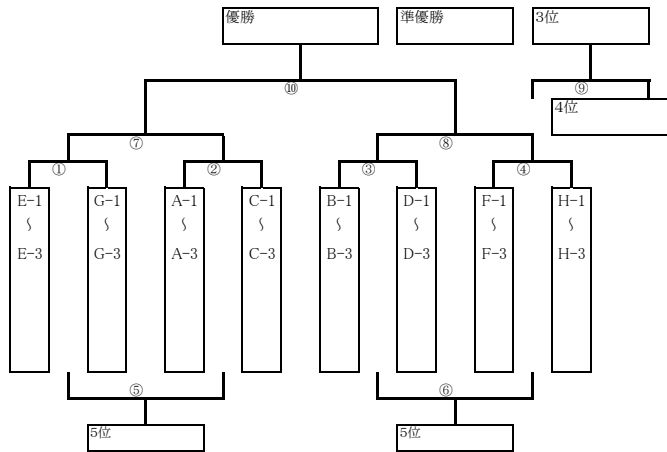 優勝
準優勝
3位
⑩
⑨
4位
⑦
⑧
①
②
③
④
E-1
〜
E-3
G-1
〜
G-3
A-1
〜
A-3
C-1
〜
C-3
B-1
〜
B-3
D-1
〜
D-3
F-1
〜
F-3
H-1
〜
H-3
⑤
⑥
5位
5位